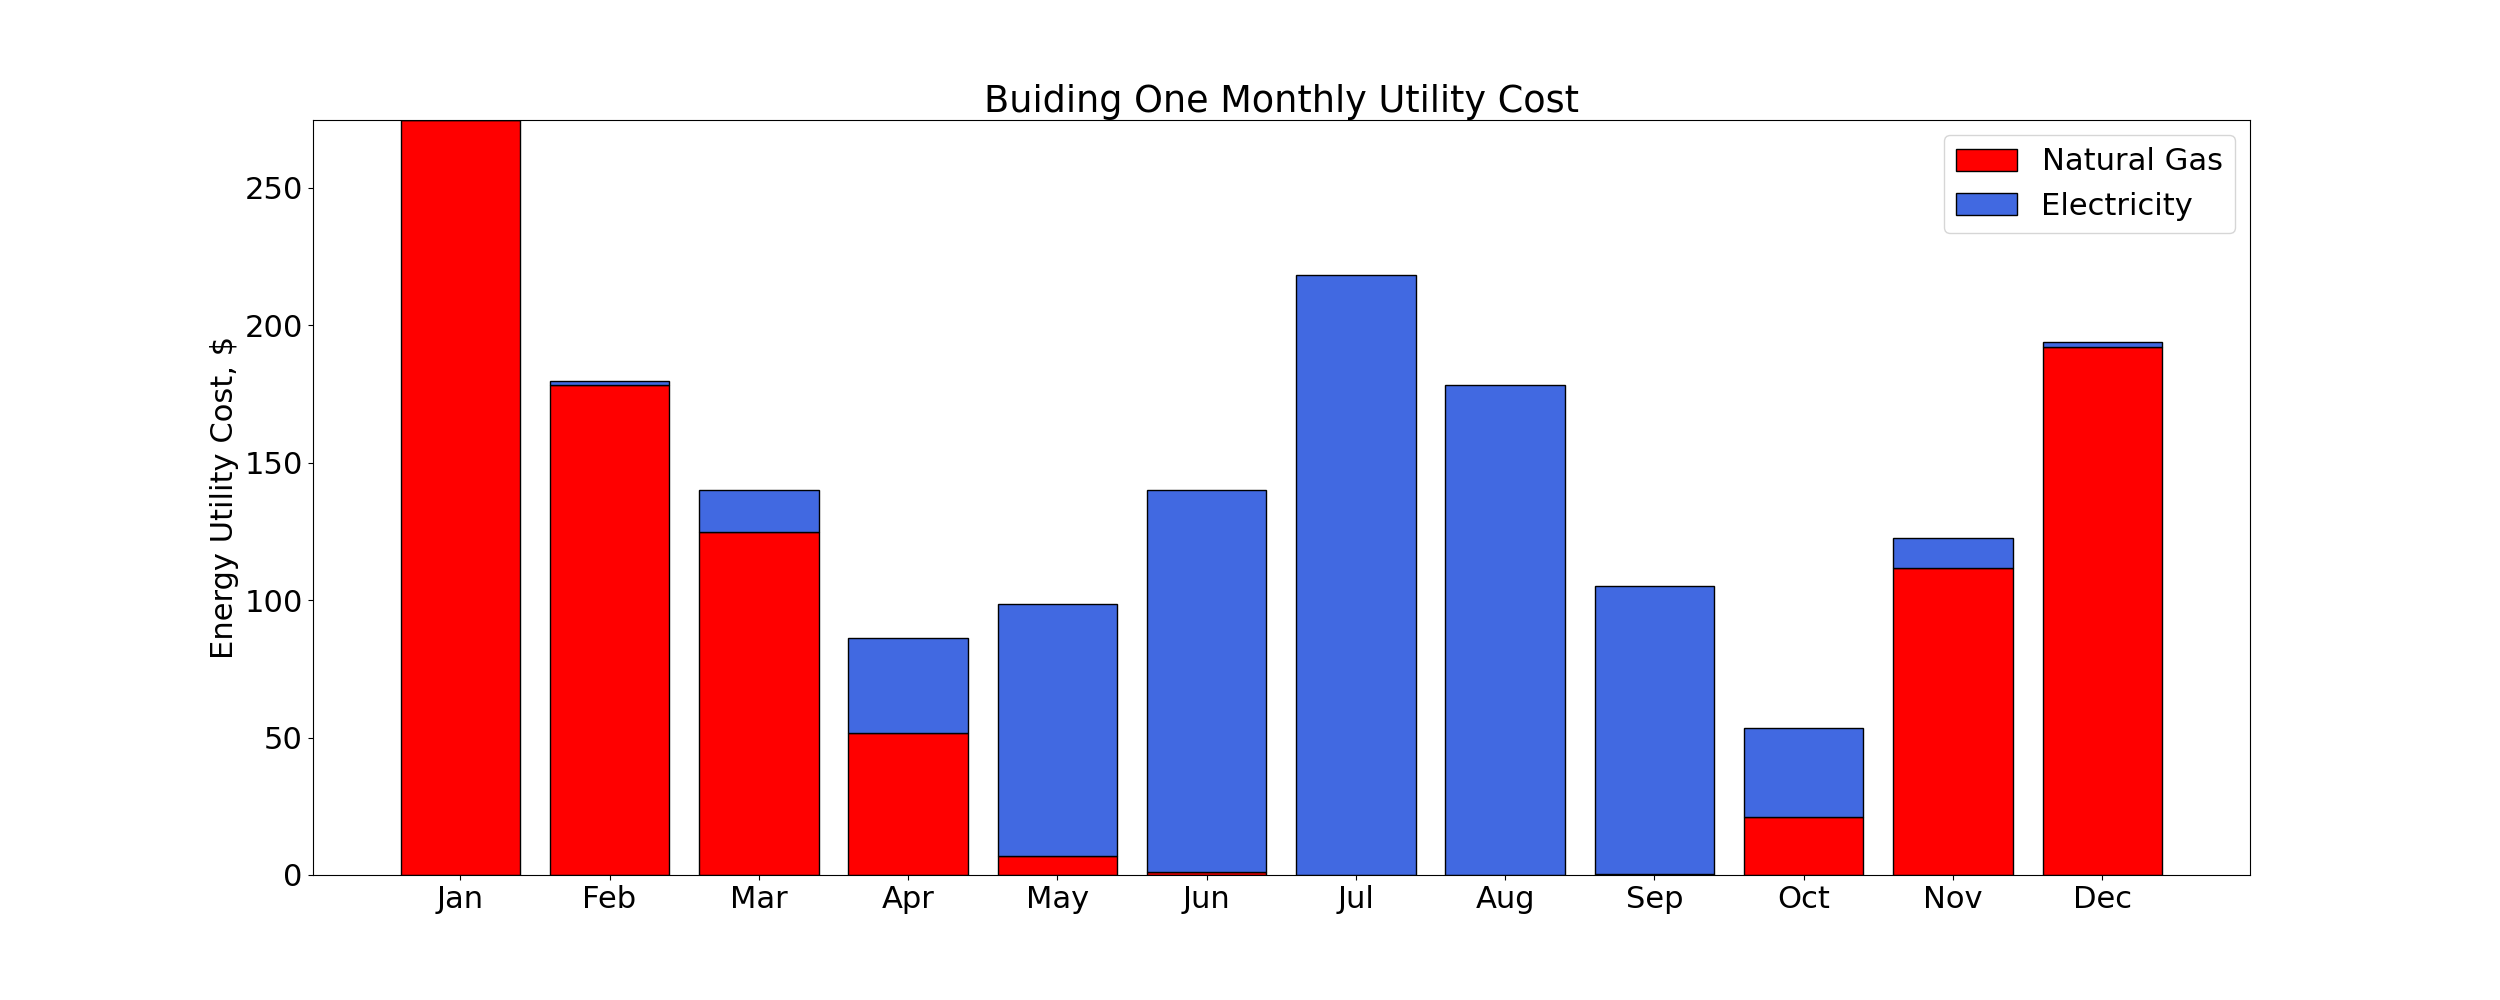 Buiding One Monthly Utility Cost
Natural Gas
Electricity
Energy Utility Cost, $
250
200
150
100
50
0
Jan Feb Mar Apr May Jun Jul Aug Sep Oct Nov Dec